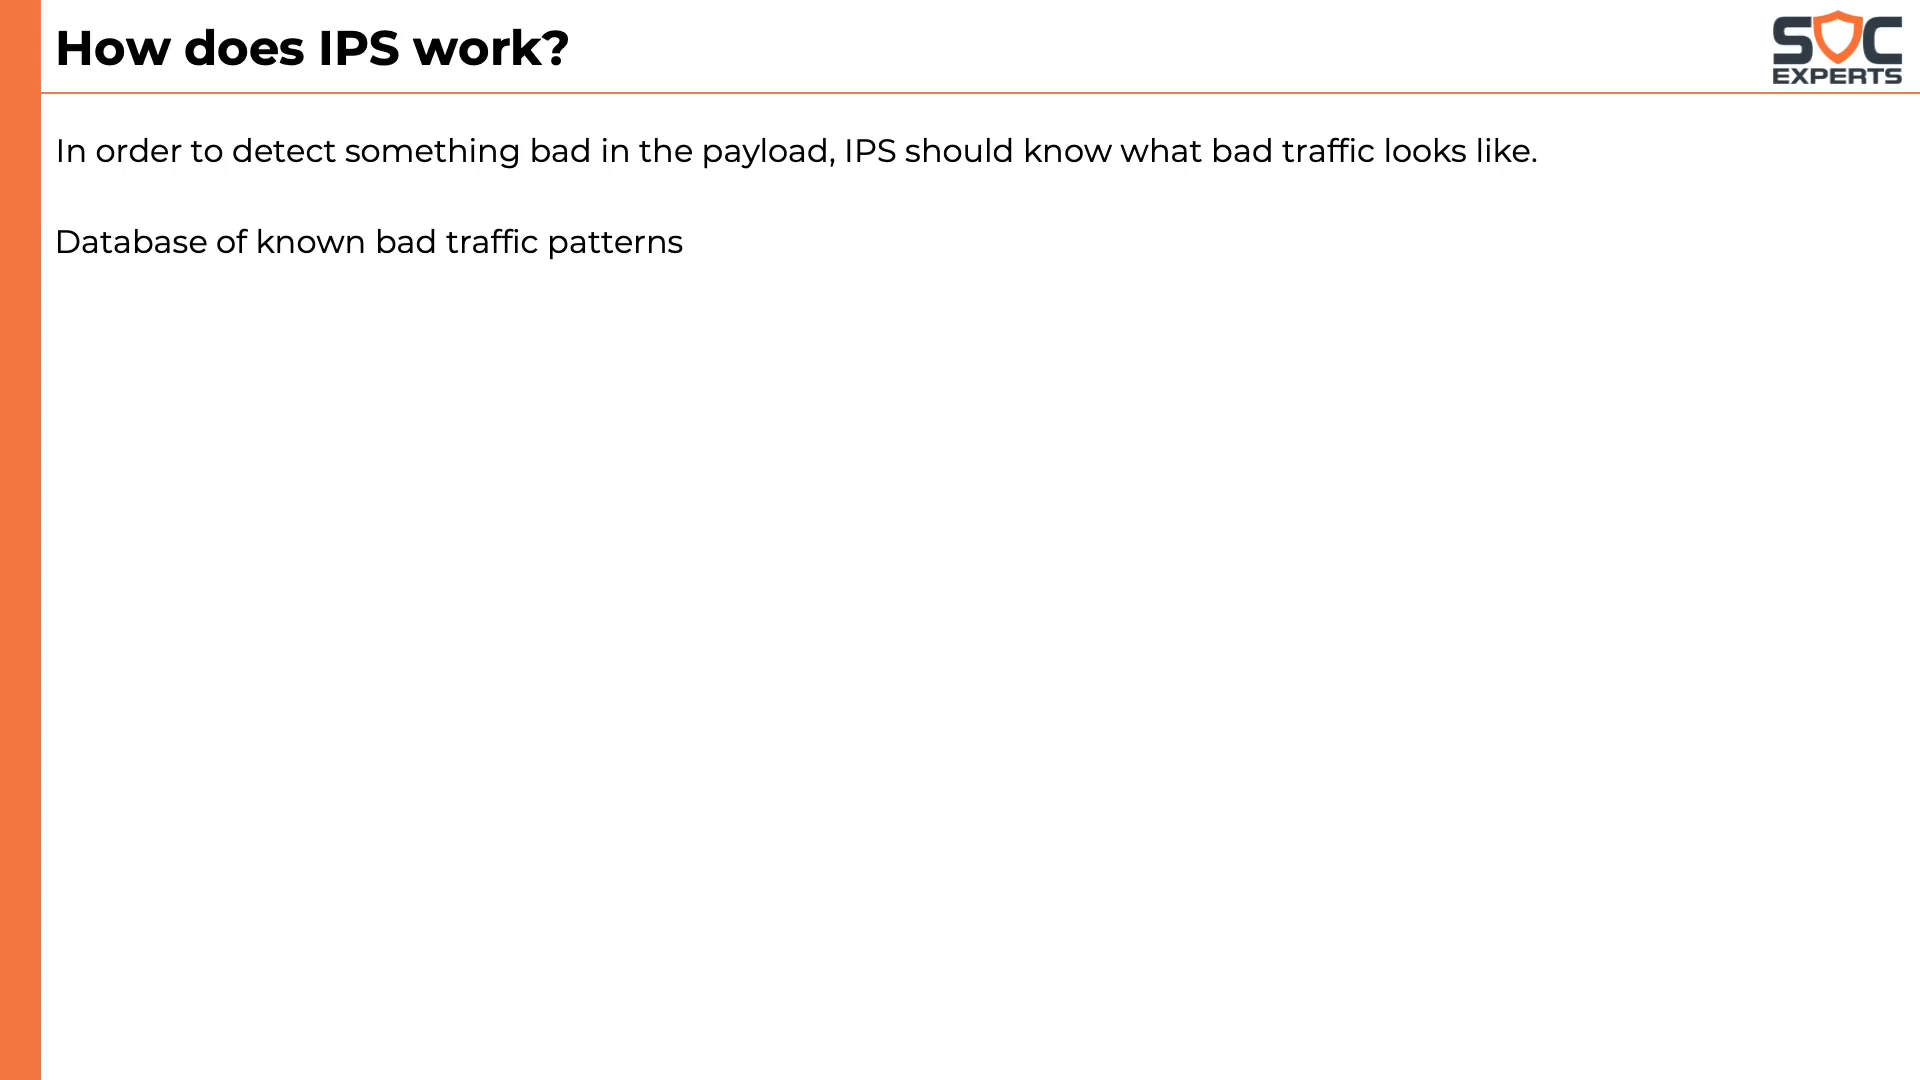 How does IPS work?
SOC
EXPERTS
In order to detect something bad in the payload, IPS should know what bad traffic looks like.
Database of known bad traffic patterns